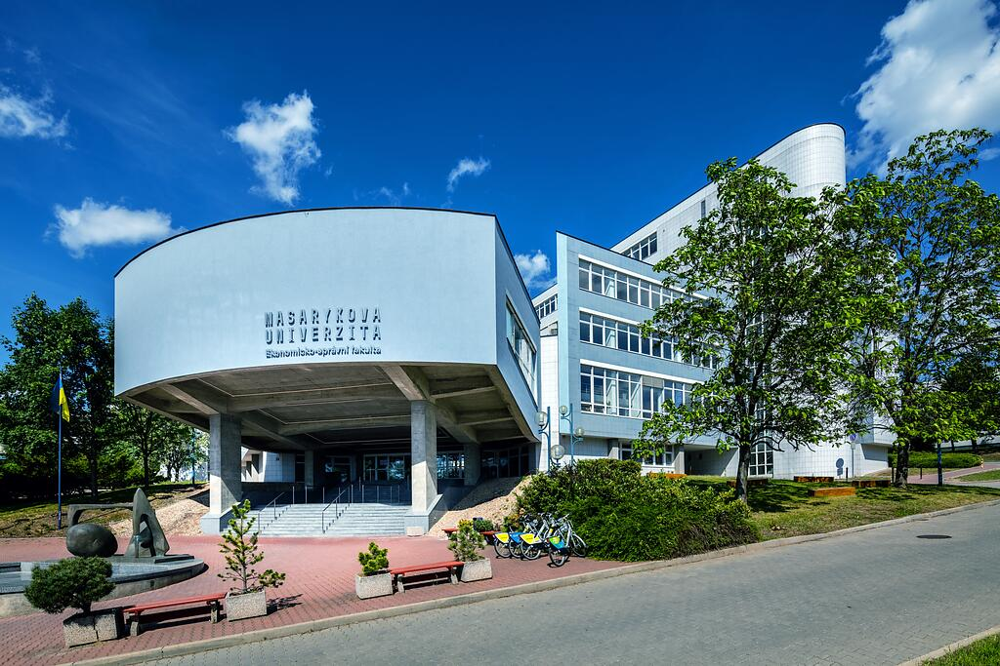 MASARYKOVA
UNIVERZITA
Ekonomicko-správní fakulta